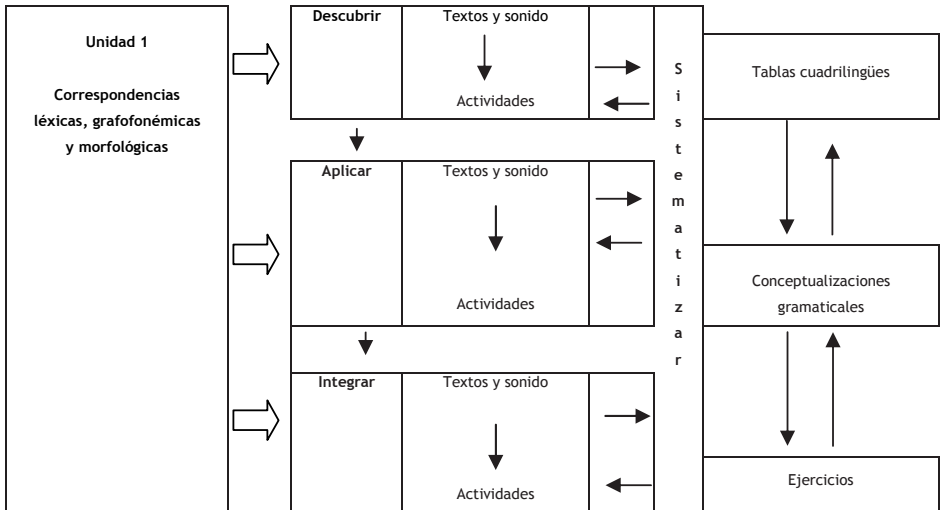 Unidad 1
Correspondencias
léxicas, grafofonémicas
y morfológicas
Descubrir
Textos y sonido
Actividades
Aplicar
Textos y sonido
Actividades
Integrar
Textos y sonido
Actividades
S
i
s
t
e
m
a
t
i
z
a
r
Tablas cuadrilingües
Conceptualizaciones
gramaticales
Ejercicios